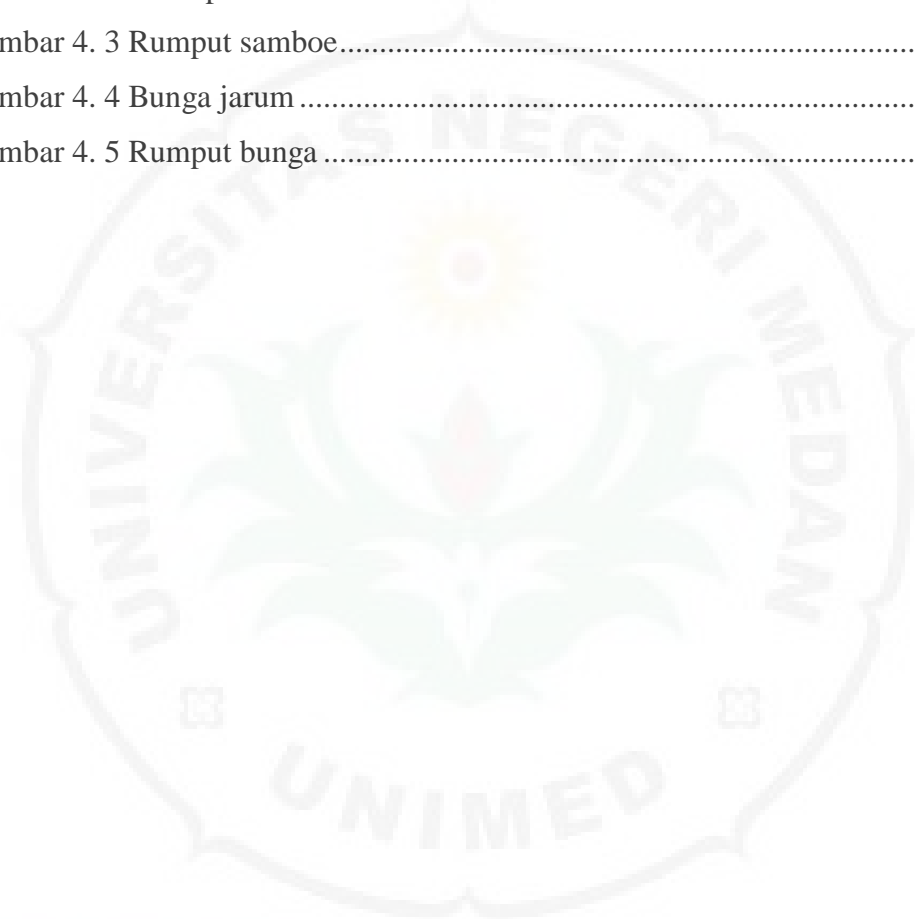 mbar 4. 3 Rumput samboe........................................................................
mbar 4. 4 Bunga jarum .............................................................................
mbar 4. 5 Rumput bunga ..........................................................................
UNIVERSITAS NEGERI MEDAN
UNIMED